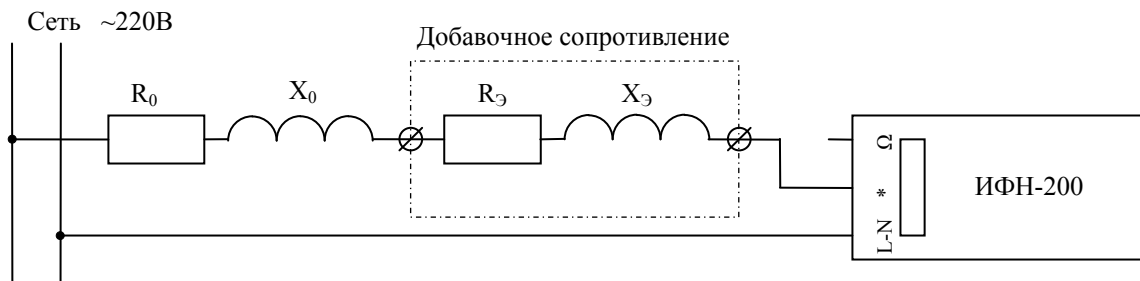 Сеть ~220В
Добавочное сопротивление
R₀
X₀
RЭ
XЭ
Ω
*
L-N
ИФН-200